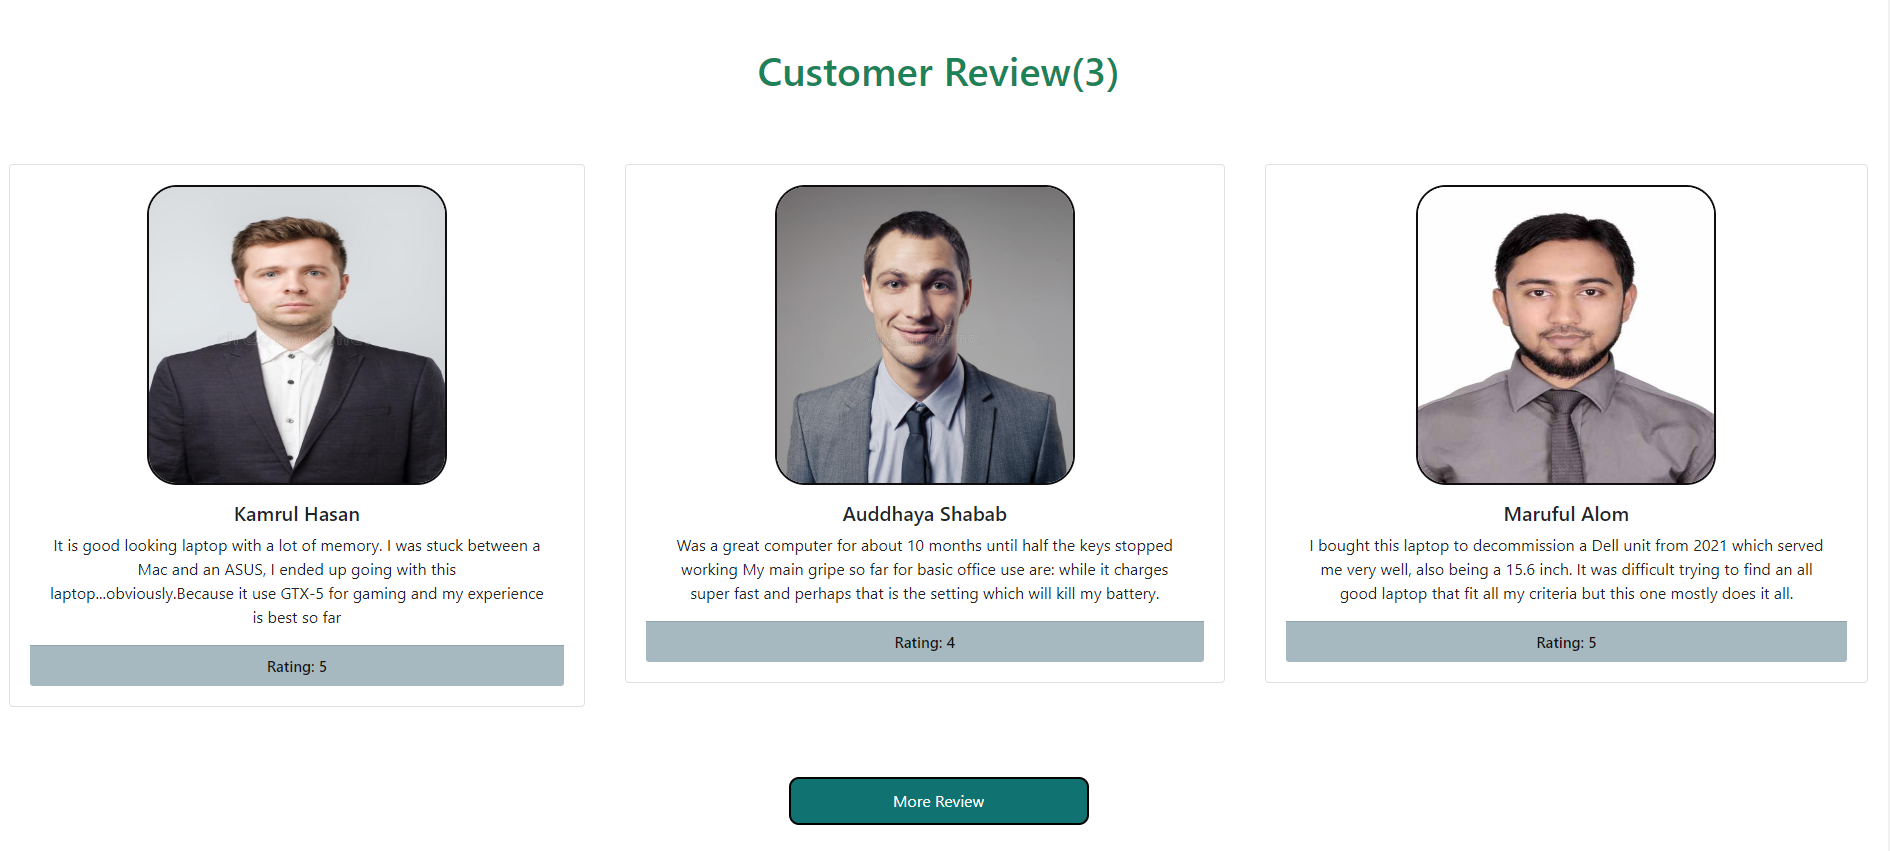 Customer Review(3)
Kamrul Hasan
It is good looking laptop with a lot of memory. I was stuck between a
Mac and an ASUS, I ended up going with this
laptop...obviously.Because it use GTX-5 for gaming and my experience
is best so far
Rating: 5
Auddhaya Shabab
Was a great computer for about 10 months until half the keys stopped
working My main gripe so far for basic office use are: while it charges
super fast and perhaps that is the setting which will kill my battery.
Rating: 4
Maruful Alom
I bought this laptop to decommission a Dell unit from 2021 which served
me very well, also being a 15.6 inch. It was difficult trying to find an all
good laptop that fit all my criteria but this one mostly does it all.
Rating: 5
More Review